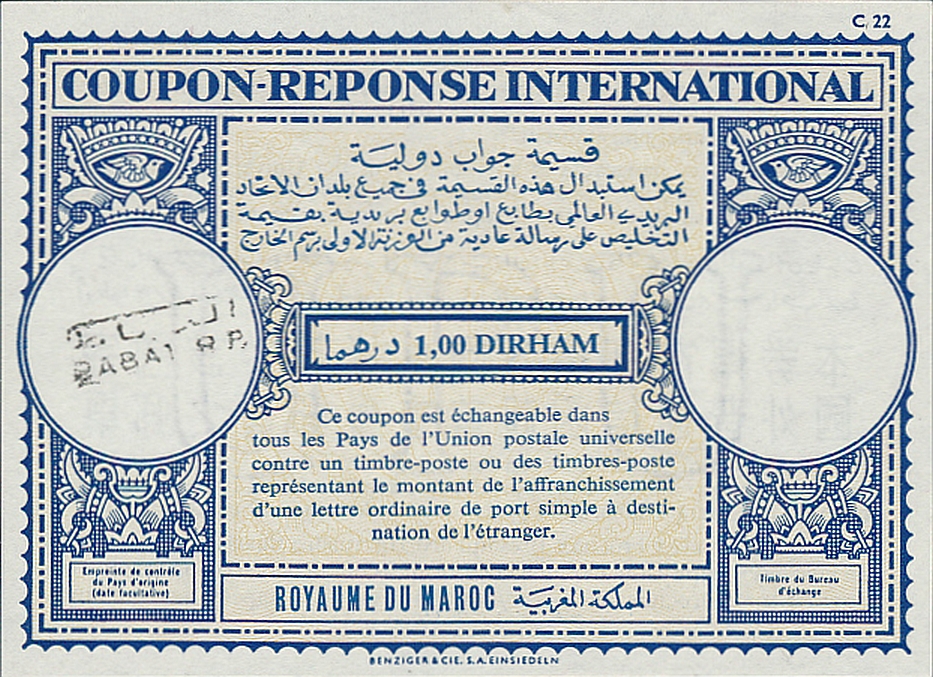 C. 22
COUPON-REPONSE INTERNATIONAL
قسيمة جواب دولية
يمكن استبدال هذه القسيمة في جميع بلدان الاتحاد
البريدي العالمي بطابع او طوابع بريدية بقيمة
التخليص على رسالة عادية من الوزنة الاولى برسم الخارج
درهما 1,00 DIRHAM
RABAT R P.
Ce coupon est échangeable dans
tous les Pays de l'Union postale universelle
contre un timbre-poste ou des timbres-poste
représentant le montant de l'affranchissement
d'une lettre ordinaire de port simple à desti-
nation de l'étranger.
Empreinte de contrôle
du Pays d'origine
(date facultative)
Timbre du Bureau
d'échange
ROYAUME DU MAROC المملكة المغربية
BENZIGER & CIE. S.A. EINSIEDELN